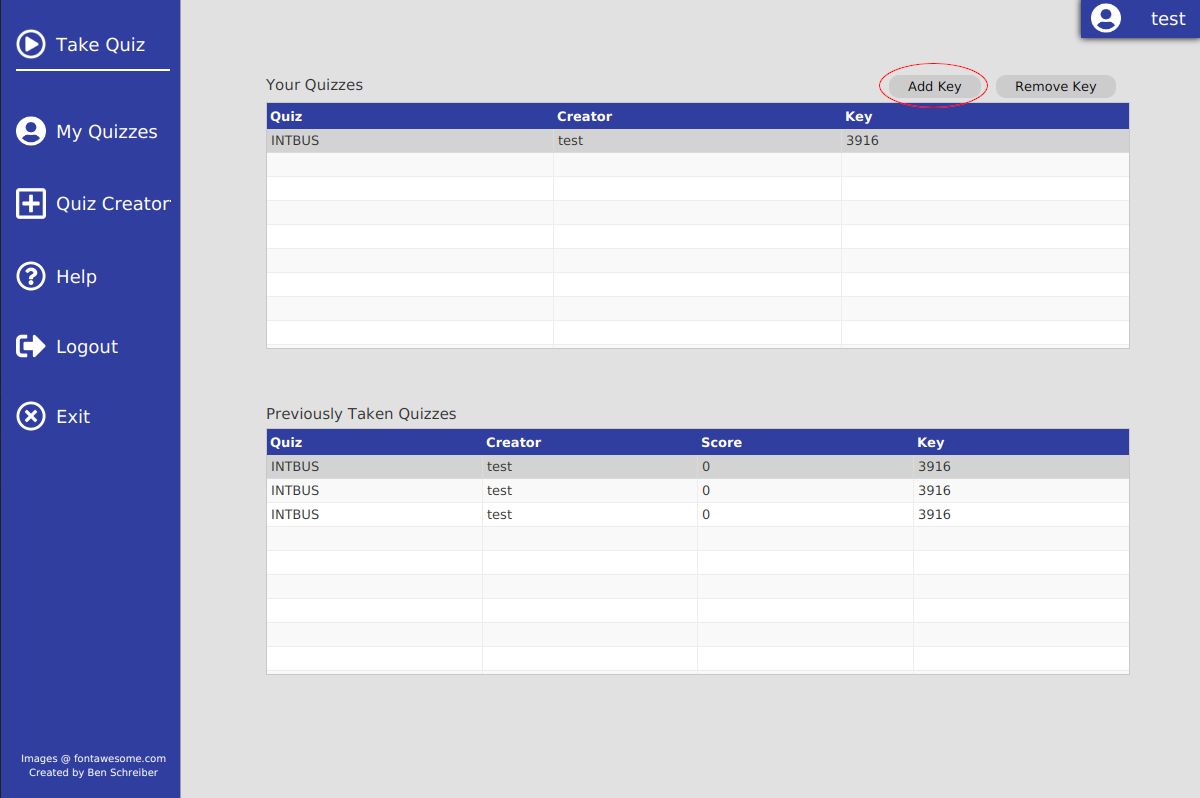 Take Quiz
My Quizzes
Quiz Creator
Help
Logout
Exit
Images @ fontawesome.com
Created by Ben Schreiber
test
Your Quizzes
Add Key
Remove Key
Quiz Creator Key
INTBUS test 3916
Previously Taken Quizzes
Quiz Creator Score Key
INTBUS test 0 3916
INTBUS test 0 3916
INTBUS test 0 3916